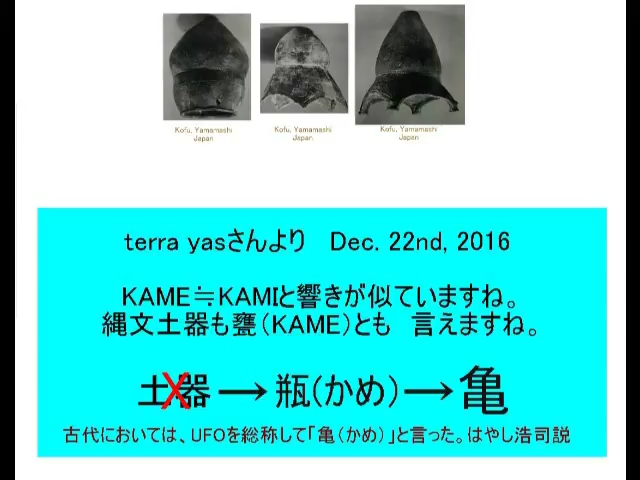 Kofu, Yamamashi
Japan
Kofu, Yamamashi
Japan
Kofu, Yamamashi
Japan
terra yasさんより Dec. 22nd, 2016
KAME≒KAMIと響きが似ていますね。
縄文土器も甕（KAME）とも 言えますね。
土器→瓶（かめ）→亀
古代においては、UFOを総称して「亀（かめ）」と言った。はやし浩司説